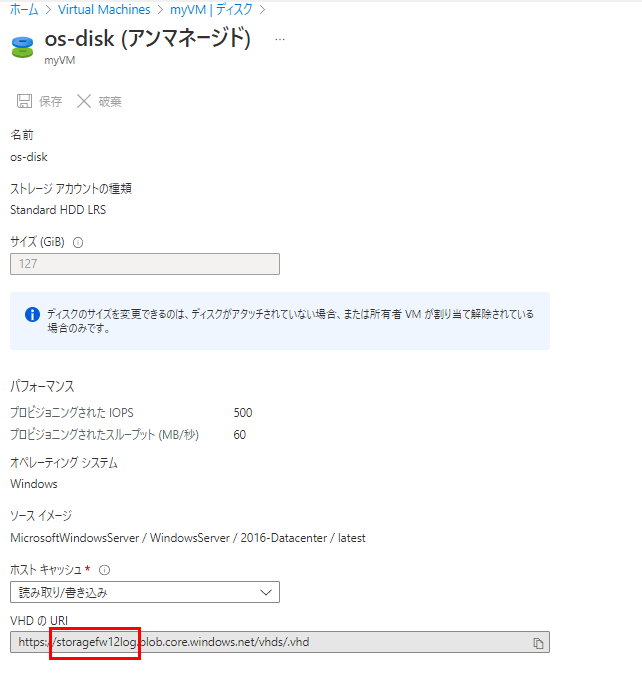 ホーム > Virtual Machines > myVM | ディスク >
os-disk (アンマネージド) ...
myVM
保存 破棄
名前
os-disk
ストレージ アカウントの種類
Standard HDD LRS
サイズ (GiB)
127
ディスクのサイズを変更できるのは、ディスクがアタッチされていない場合、または所有者 VM が割り当て解除されている
場合のみです。
パフォーマンス
プロビジョニングされた IOPS 500
プロビジョニングされたスループット (MB/秒) 60
オペレーティング システム
Windows
ソース イメージ
MicrosoftWindowsServer / WindowsServer / 2016-Datacenter / latest
ホスト キャッシュ *
読み取り/書き込み
VHD の URI
https://storagefw12log.blob.core.windows.net/vhds/.vhd